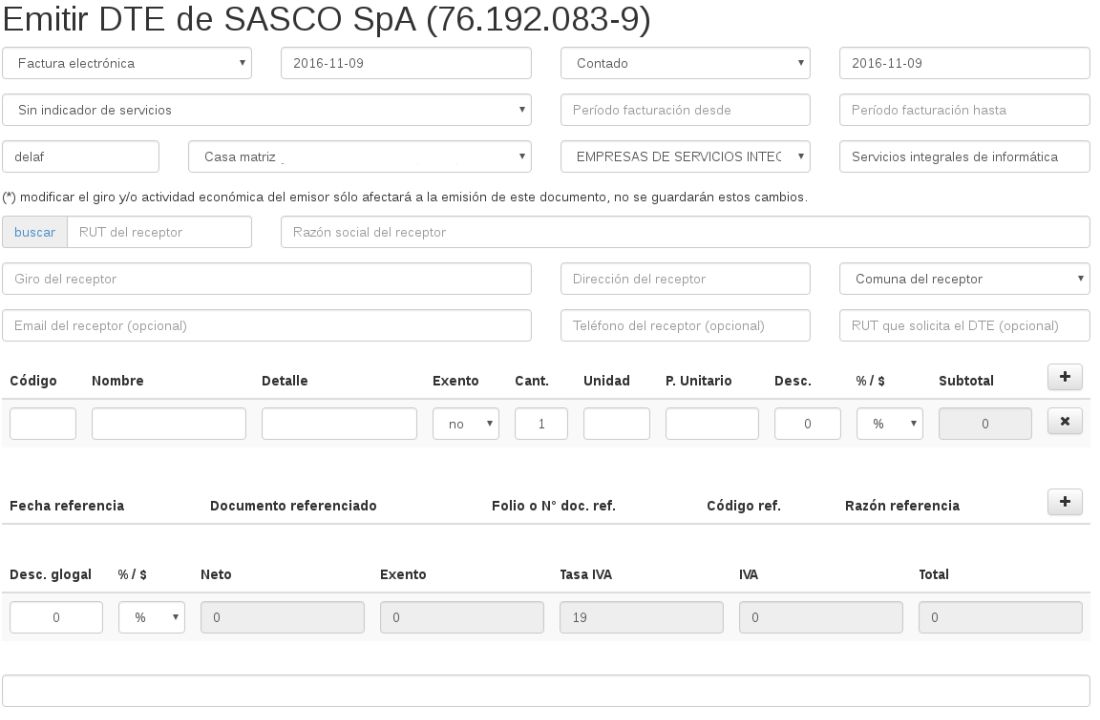 Emitir DTE de SASCO SpA (76.192.083-9)
Factura electrónica 2016-11-09 Contado 2016-11-09
Sin indicador de servicios Período facturación desde Período facturación hasta
delaf Casa matriz EMPRESAS DE SERVICIOS INTEC Servicios integrales de informática
(*) modificar el giro y/o actividad económica del emisor sólo afectará a la emisión de este documento, no se guardarán estos cambios.
buscar RUT del receptor Razón social del receptor
Giro del receptor Dirección del receptor Comuna del receptor
Email del receptor (opcional) Teléfono del receptor (opcional) RUT que solicita el DTE (opcional)
Código Nombre Detalle Exento Cant. Unidad P. Unitario Desc. % / $ Subtotal
no 1 0 % 0
Fecha referencia Documento referenciado Folio o N° doc. ref. Código ref. Razón referencia
Desc. glogal % / $ Neto Exento Tasa IVA IVA Total
0 % 0 0 19 0 0